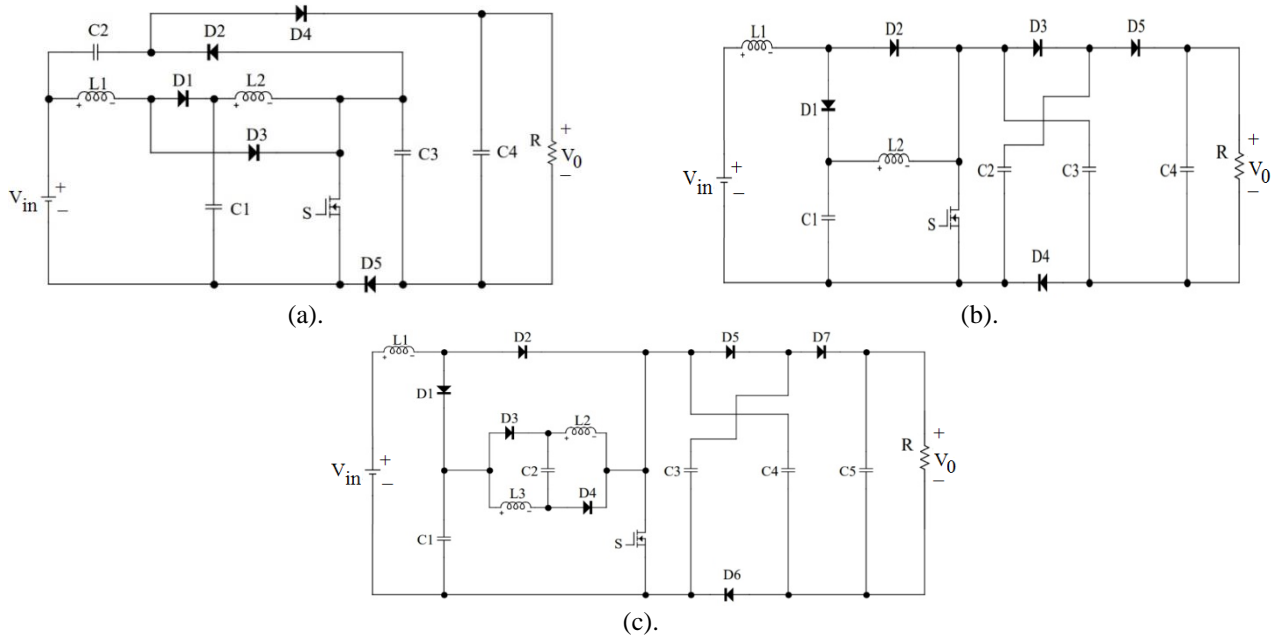 C2
D2
D4
L1
D1
L2
+
-
+
-
D3
C3
C4
R
+
V0
−
Vin
+
−
C1
S
D5
(a).
L1
+
-
D2
D3
D5
D1
L2
+
-
C2
C3
C4
R
+
V0
−
Vin
+
−
C1
S
D4
(b).
L1
+
-
D2
D5
D7
D1
D3
L2
+
-
C2
L3
+
-
D4
C3
C4
C5
R
+
V0
−
Vin
+
−
C1
S
D6
(c).